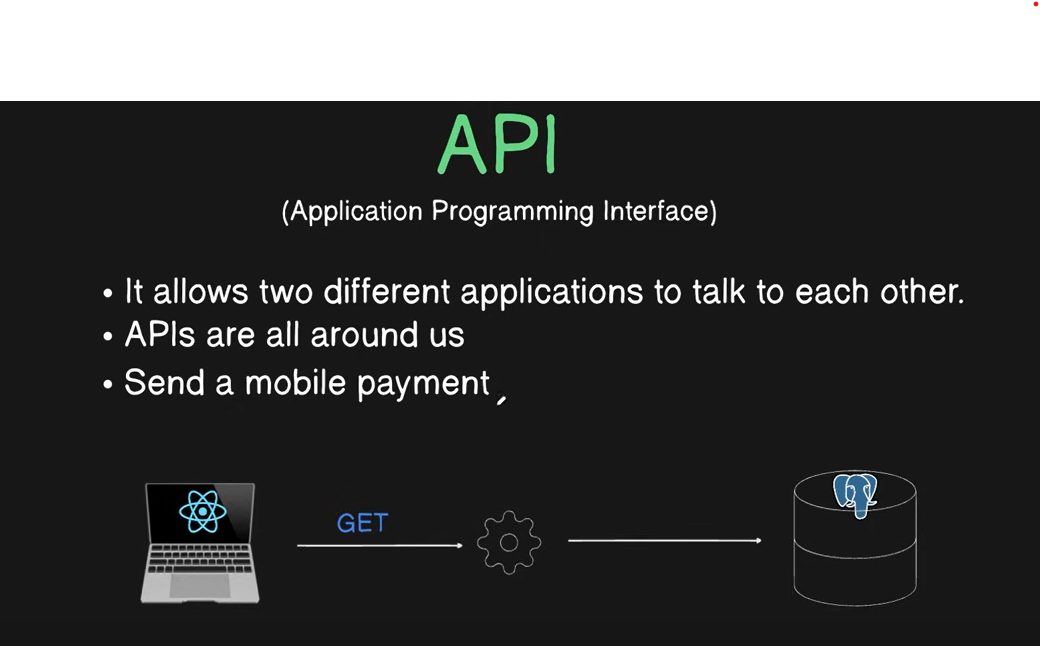 API
(Application Programming Interface)
• It allows two different applications to talk to each other.
• APIs are all around us
• Send a mobile payment,
GET